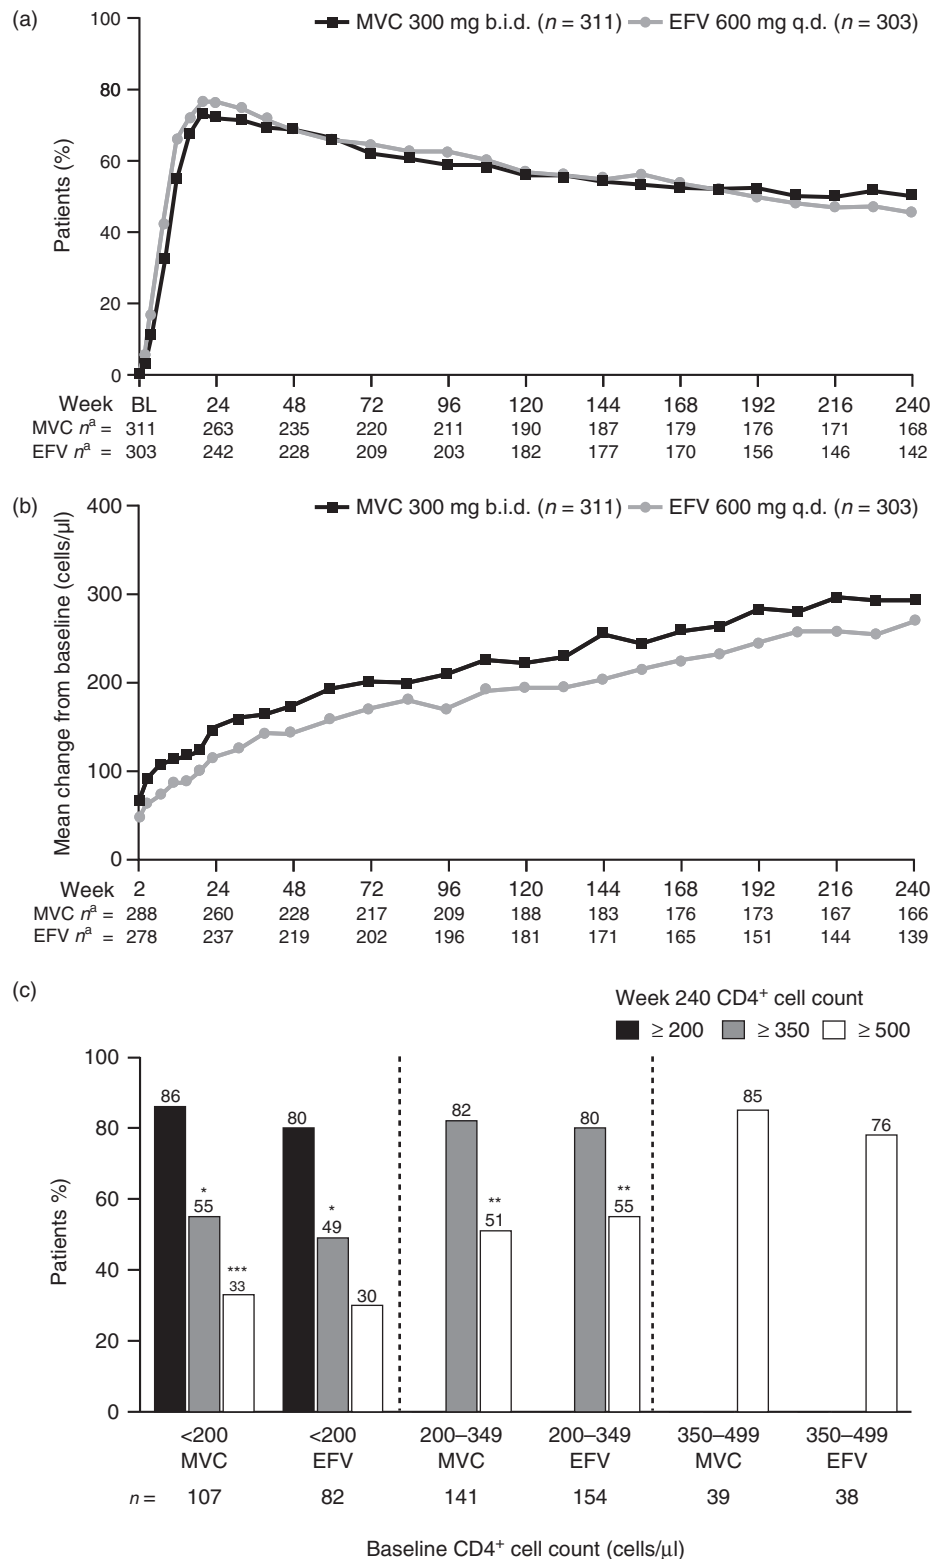 (a)
MVC 300 mg b.i.d. (n = 311) EFV 600 mg q.d. (n = 303)
Patients (%)
100
80
60
40
20
0
Week BL 24 48 72 96 120 144 168 192 216 240
MVC nᵃ = 311 263 235 220 211 190 187 179 176 171 168
EFV nᵃ = 303 242 228 209 203 182 177 170 156 146 142
(b)
MVC 300 mg b.i.d. (n = 311) EFV 600 mg q.d. (n = 303)
Mean change from baseline (cells/µl)
400
300
200
100
0
Week 2 24 48 72 96 120 144 168 192 216 240
MVC nᵃ = 288 260 228 217 209 188 183 176 173 167 166
EFV nᵃ = 278 237 219 202 196 181 171 165 151 144 139
(c)
Week 240 CD4⁺ cell count
≥ 200 ≥ 350 ≥ 500
Patients %)
100
80
60
40
20
0
86 * 55 *** 33
80 * 49 30
82 ** 51
80 ** 55
85
76
<200 <200 200–349 200–349 350–499 350–499
MVC EFV MVC EFV MVC EFV
n = 107 82 141 154 39 38
Baseline CD4⁺ cell count (cells/µl)